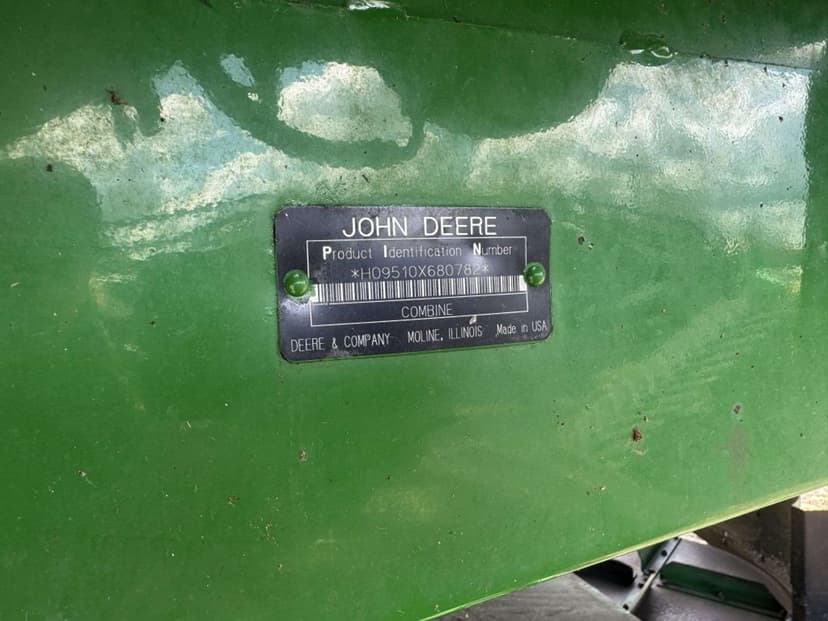 JOHN DEERE
Product Identification Number
*H09510X680782*
COMBINE
DEERE & COMPANY MOLINE, ILLINOIS Made in USA